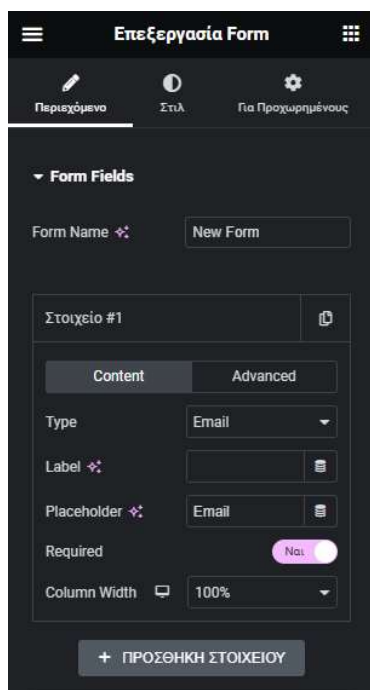 Επεξεργασία Form
Περιεχόμενο Στιλ Για Προχωρημένους
Form Fields
Form Name New Form
Στοιχείο #1
Content Advanced
Type Email
Label
Placeholder Email
Required Ναι
Column Width 100%
+ ΠΡΟΣΘΗΚΗ ΣΤΟΙΧΕΙΟΥ